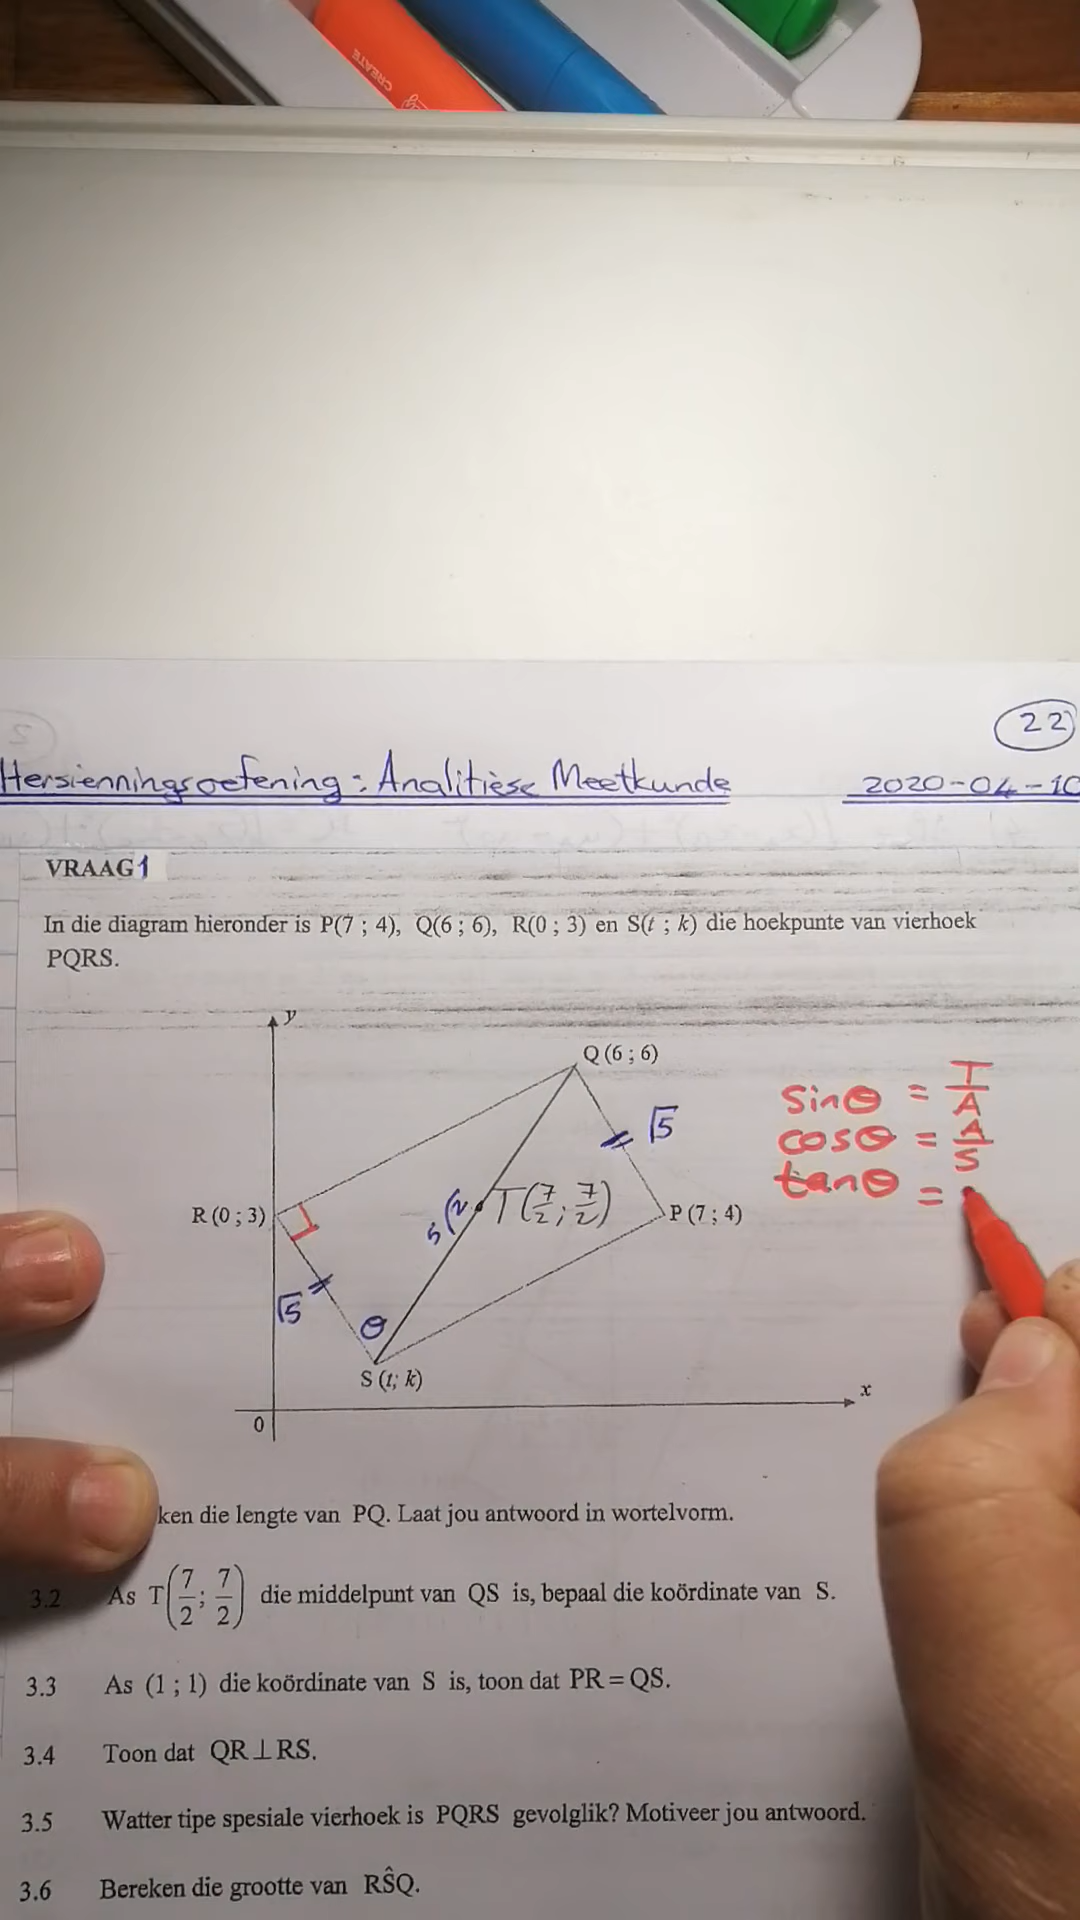 CREATE
22
Hersienningsoefening: Analitiese Meetkunde 2020-04-10
VRAAG 1
In die diagram hieronder is P(7 ; 4), Q(6 ; 6), R(0 ; 3) en S(t ; k) die hoekpunte van vierhoek
PQRS.
y
Q (6 ; 6)
√5
R (0 ; 3)
5√2
T(7/2 ; 7/2)
P (7 ; 4)
√5
θ
S (t; k)
x
0
sinθ = T/A
cosθ = A/S
tanθ =
ken die lengte van PQ. Laat jou antwoord in wortelvorm.
3.2 As T(7/2 ; 7/2) die middelpunt van QS is, bepaal die koördinate van S.
3.3 As (1 ; 1) die koördinate van S is, toon dat PR = QS.
3.4 Toon dat QR ⊥ RS.
3.5 Watter tipe spesiale vierhoek is PQRS gevolglik? Motiveer jou antwoord.
3.6 Bereken die grootte van RŜQ.